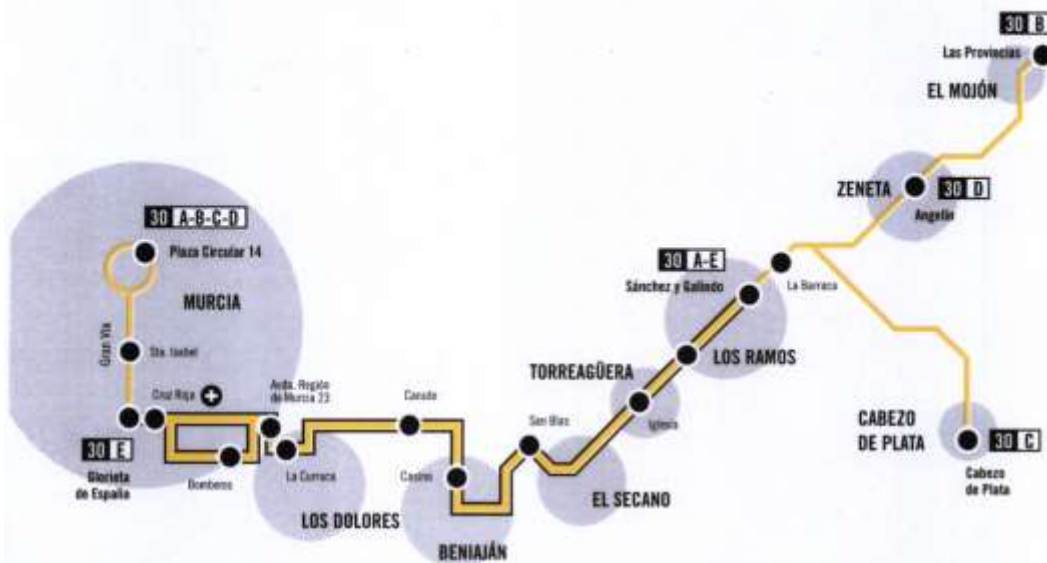 30 B
Las Provincias
EL MOJÓN
ZENETA
30 D
Angelín
30 A-B-C-D
Plaza Circular 14
MURCIA
Gran Vía
Sta. Isabel
Cruz Roja
30 E
Glorieta
de España
Bomberos
Avda. Región
de Murcia 23
La Curraca
LOS DOLORES
Casino
BENIAJÁN
San Blas
EL SECANO
TORREAGÜERA
Iglesia
30 A-E
Sánchez y Galindo
LOS RAMOS
La Barraca
CABEZO
DE PLATA
30 C
Cabezo
de Plata